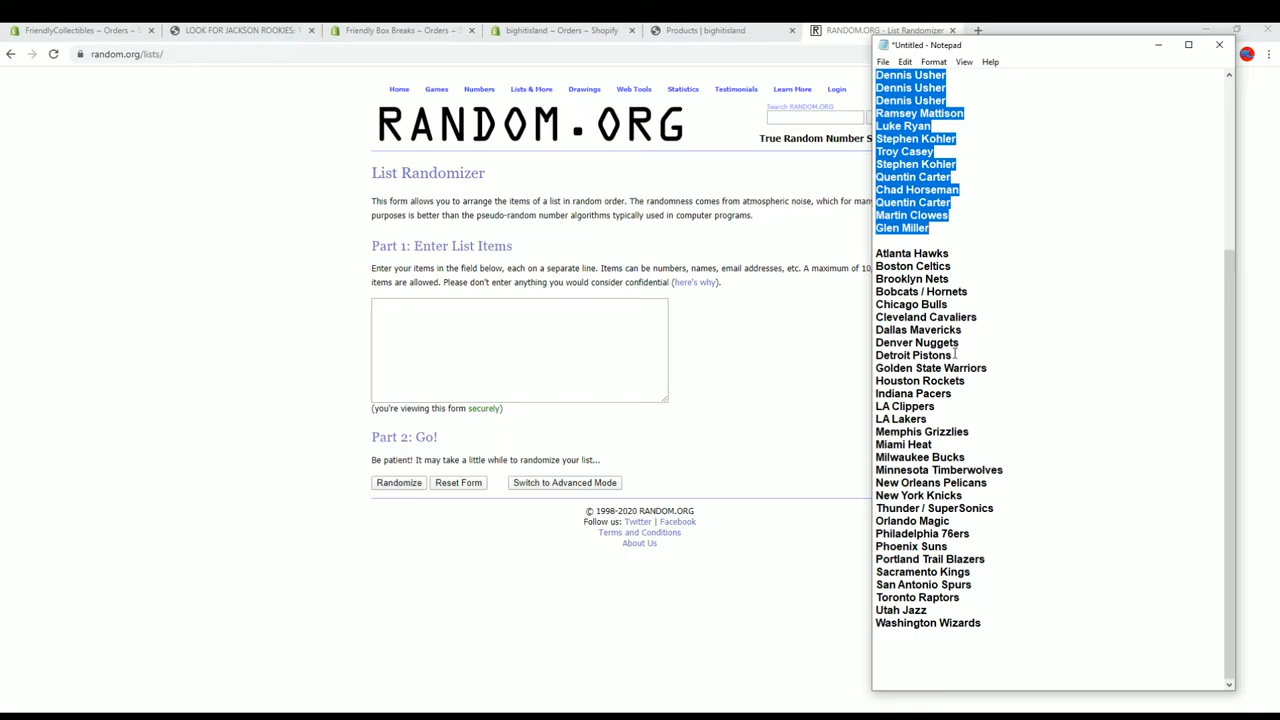 FriendlyCollectibles – Orders –
LOOK FOR JACKSON ROOKIES:
Friendly Box Breaks – Orders –
bighitisland – Orders – Shopify
Products | bighitisland
RANDOM.ORG - List Randomizer
random.org/lists/
*Untitled - Notepad
File Edit Format View Help
Home Games Numbers Lists & More Drawings Web Tools Statistics Testimonials Learn More Login
Search RANDOM.ORG
RANDOM.ORG
True Random Number S
List Randomizer
This form allows you to arrange the items of a list in random order. The randomness comes from atmospheric noise, which for man
purposes is better than the pseudo-random number algorithms typically used in computer programs.
Part 1: Enter List Items
Enter your items in the field below, each on a separate line. Items can be numbers, names, email addresses, etc. A maximum of 10,
items are allowed. Please don't enter anything you would consider confidential (here's why).
(you're viewing this form securely)
Part 2: Go!
Be patient! It may take a little while to randomize your list...
Randomize Reset Form Switch to Advanced Mode
© 1998-2020 RANDOM.ORG
Follow us: Twitter | Facebook
Terms and Conditions
About Us
Dennis Usher
Dennis Usher
Dennis Usher
Ramsey Mattison
Luke Ryan
Stephen Kohler
Troy Casey
Stephen Kohler
Quentin Carter
Chad Horseman
Quentin Carter
Martin Clowes
Glen Miller
Atlanta Hawks
Boston Celtics
Brooklyn Nets
Bobcats / Hornets
Chicago Bulls
Cleveland Cavaliers
Dallas Mavericks
Denver Nuggets
Detroit Pistons
Golden State Warriors
Houston Rockets
Indiana Pacers
LA Clippers
LA Lakers
Memphis Grizzlies
Miami Heat
Milwaukee Bucks
Minnesota Timberwolves
New Orleans Pelicans
New York Knicks
Thunder / SuperSonics
Orlando Magic
Philadelphia 76ers
Phoenix Suns
Portland Trail Blazers
Sacramento Kings
San Antonio Spurs
Toronto Raptors
Utah Jazz
Washington Wizards